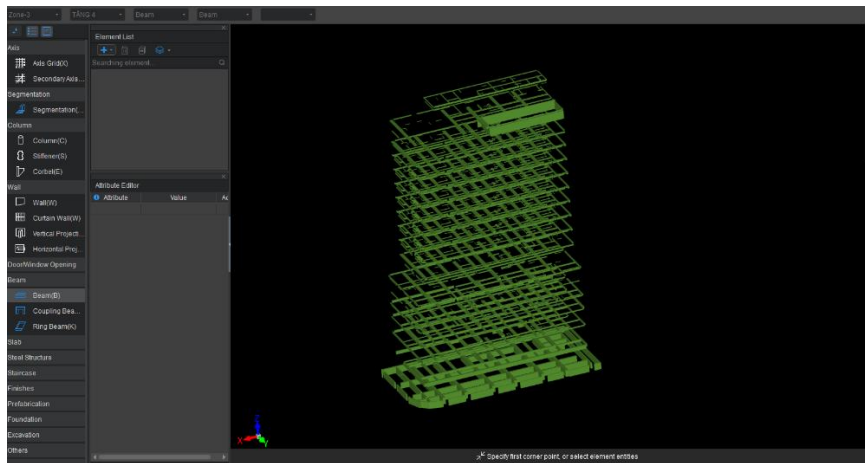 Zone-3 TẦNG 4 Beam Beam
Element List
Searching element...
Axis
Axis Grid(X)
Secondary Axis...
Segmentation
Segmentation(...
Column
Column(C)
Stiffener(S)
Corbel(E)
Wall
Wall(W)
Curtain Wall(W)
Vertical Projecti...
Horizontal Proj...
Door/Window Opening
Beam
Beam(B)
Coupling Bea...
Ring Beam(K)
Slab
Steel Structure
Staircase
Finishes
Prefabrication
Foundation
Excavation
Others
Attribute Editor
Attribute Value
Z
X
Y
Specify first corner point, or select element entities